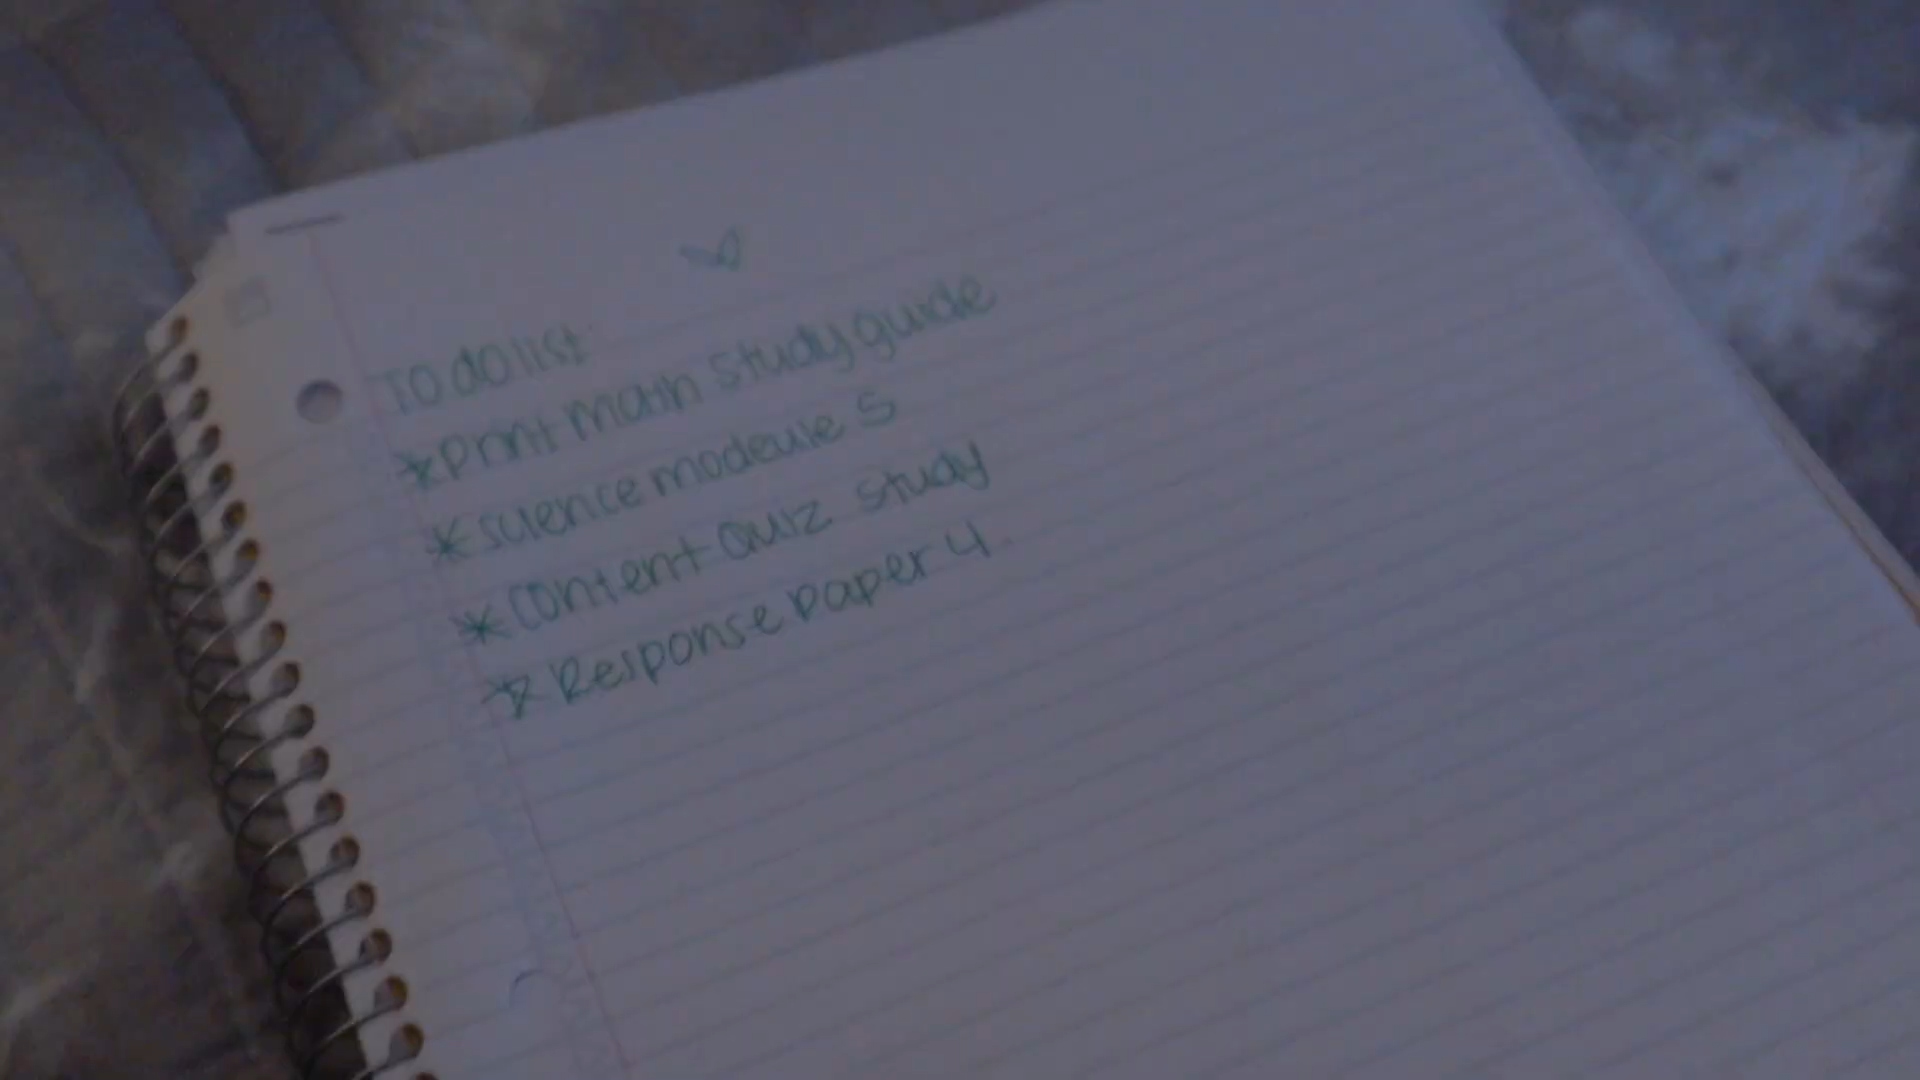 To do list
*Print math study guide
*science modeule 5
*Content Quiz study
*Response paper 4